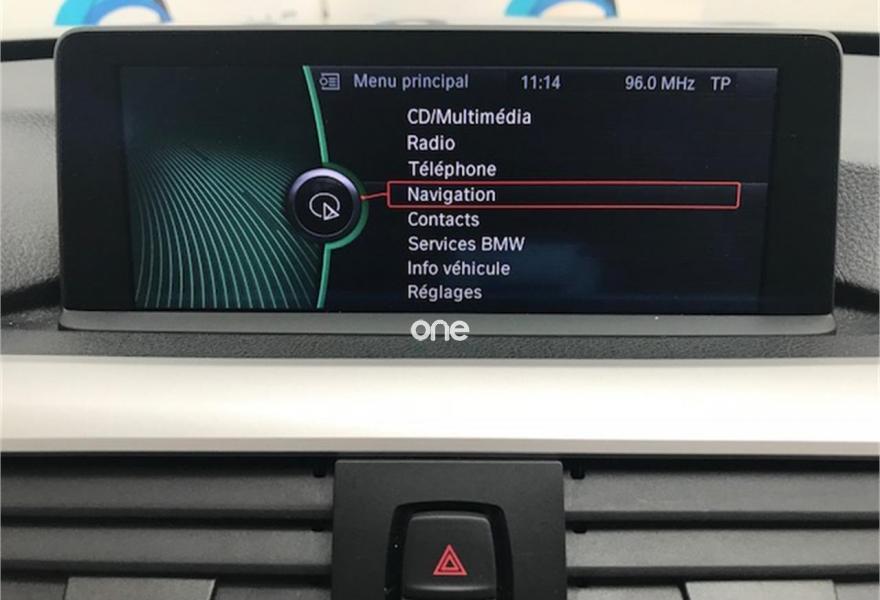 Menu principal 11:14 96.0 MHz TP
CD/Multimédia
Radio
Téléphone
Navigation
Contacts
Services BMW
Info véhicule
Réglages
one